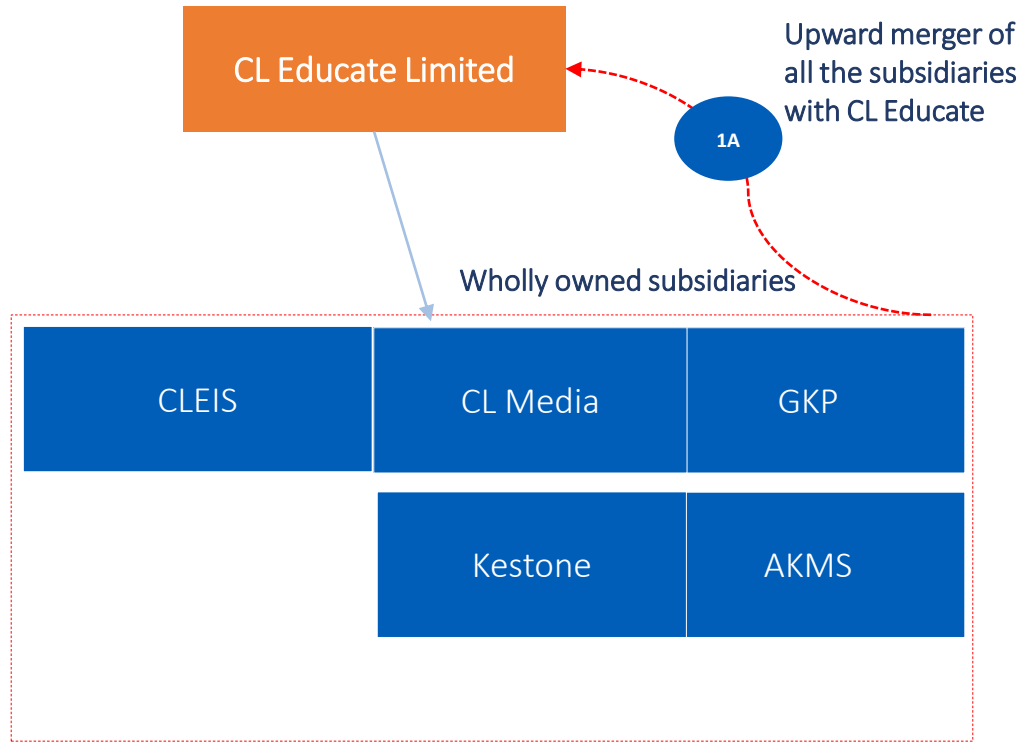 CL Educate Limited
Upward merger of
all the subsidiaries
with CL Educate
1A
Wholly owned subsidiaries
CLEIS
CL Media
GKP
Kestone
AKMS